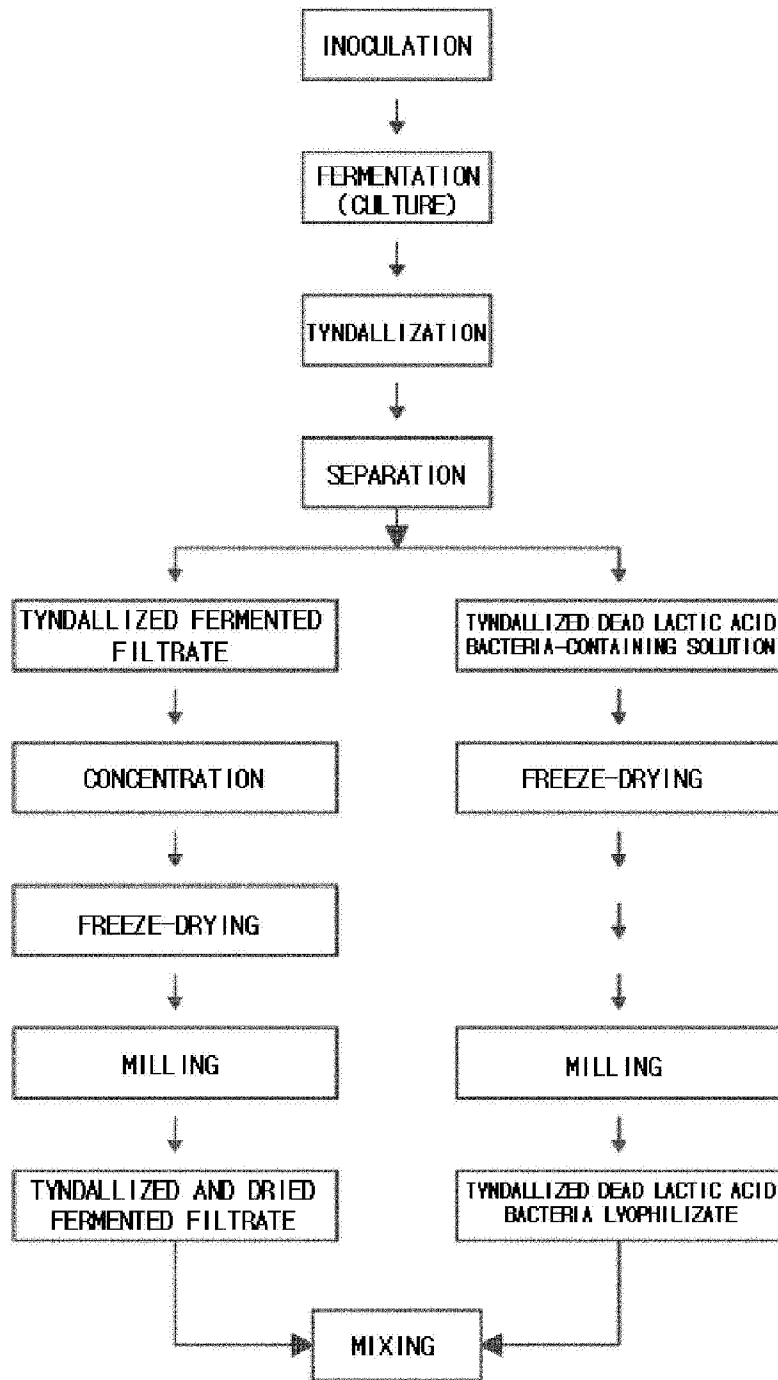 INOCULATION
FERMENTATION
(CULTURE)
TYNDALLIZATION
SEPARATION
TYNDALLIZED FERMENTED
FILTRATE
TYNDALLIZED DEAD LACTIC ACID
BACTERIA-CONTAINING SOLUTION
CONCENTRATION
FREEZE-DRYING
FREEZE-DRYING
MILLING
MILLING
TYNDALLIZED AND DRIED
FERMENTED FILTRATE
TYNDALLIZED DEAD LACTIC ACID
BACTERIA LYOPHILIZATE
MIXING